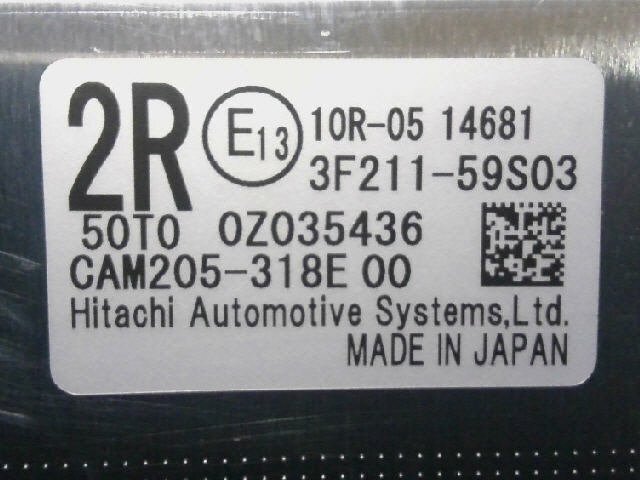 2R E13 10R-05 14681
3F211-59S03
50T0 0Z035436
CAM205-318E 00
Hitachi Automotive Systems,Ltd.
MADE IN JAPAN